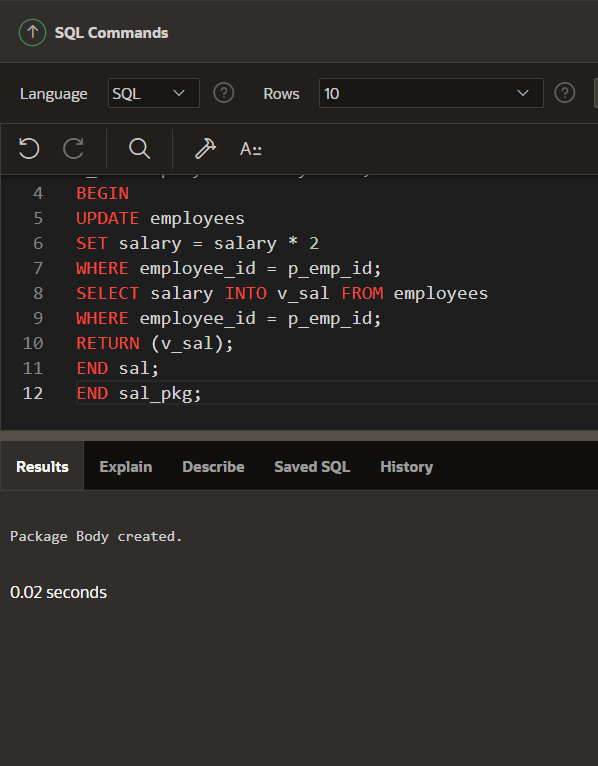 SQL Commands
Language SQL ? Rows 10 ?
A::
4 BEGIN
5 UPDATE employees
6 SET salary = salary * 2
7 WHERE employee_id = p_emp_id;
8 SELECT salary INTO v_sal FROM employees
9 WHERE employee_id = p_emp_id;
10 RETURN (v_sal);
11 END sal;
12 END sal_pkg;
Results Explain Describe Saved SQL History
Package Body created.
0.02 seconds